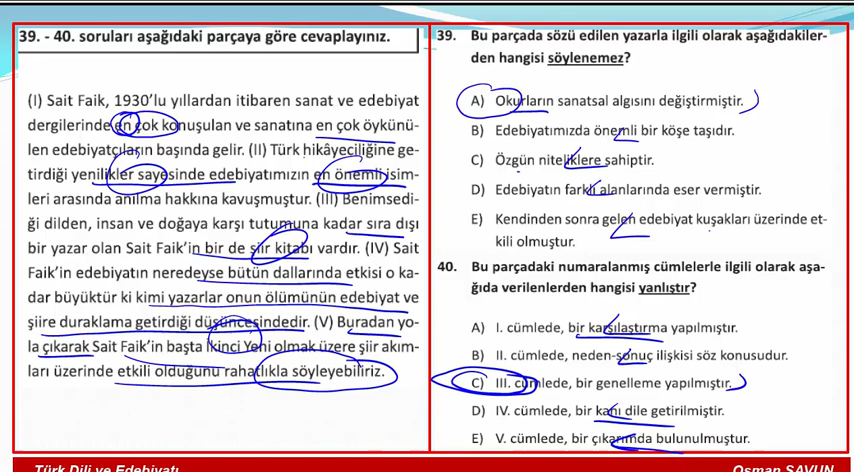 39. - 40. soruları aşağıdaki parçaya göre cevaplayınız.
(I) Sait Faik, 1930’lu yıllardan itibaren sanat ve edebiyat
dergilerinde en çok konuşulan ve sanatına en çok öykünü-
len edebiyatçıların başında gelir. (II) Türk hikâyeciliğine ge-
tirdiği yenilikler sayesinde edebiyatımızın en önemli isim-
leri arasında anılma hakkına kavuşmuştur. (III) Benimsedi-
ği dilden, insan ve doğaya karşı tutumuna kadar sıra dışı
bir yazar olan Sait Faik’in bir de şiir kitabı vardır. (IV) Sait
Faik’in edebiyatın neredeyse bütün dallarında etkisi o ka-
dar büyüktür ki kimi yazarlar onun ölümünün edebiyat ve
şiire duraklama getirdiği düşüncesindedir. (V) Buradan yo-
la çıkarak Sait Faik’in başta İkinci Yeni olmak üzere şiir akım-
ları üzerinde etkili olduğunu rahatlıkla söyleyebiliriz.
39. Bu parçada sözü edilen yazarla ilgili olarak aşağıdakiler-
den hangisi söylenemez?
A) Okurların sanatsal algısını değiştirmiştir.
B) Edebiyatımızda önemli bir köşe taşıdır.
C) Özgün niteliklere sahiptir.
D) Edebiyatın farklı alanlarında eser vermiştir.
E) Kendinden sonra gelen edebiyat kuşakları üzerinde et-
kili olmuştur.
40. Bu parçadaki numaralanmış cümlelerle ilgili olarak aşa-
ğıda verilenlerden hangisi yanlıştır?
A) I. cümlede, bir karşılaştırma yapılmıştır.
B) II. cümlede, neden-sonuç ilişkisi söz konusudur.
C) III. cümlede, bir genelleme yapılmıştır.
D) IV. cümlede, bir kanı dile getirilmiştir.
E) V. cümlede, bir çıkarımda bulunulmuştur.
Türk Dili ve Edebiyatı
Osman SAVUN